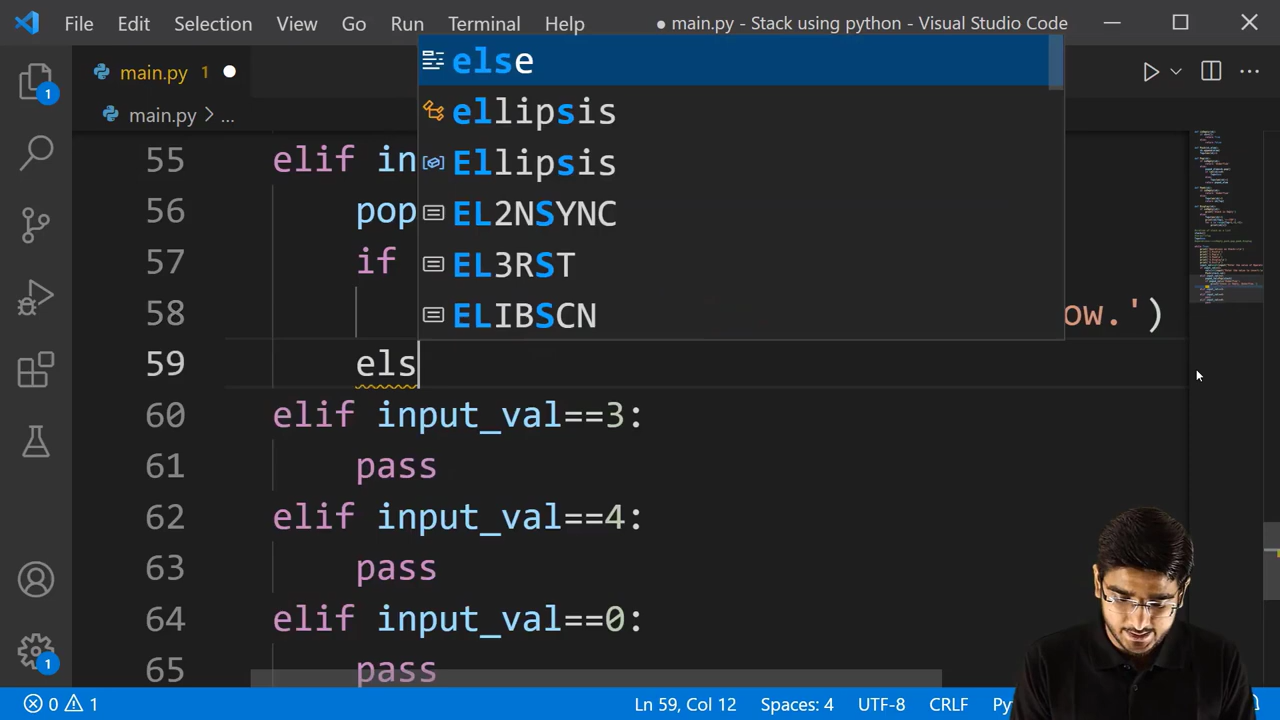 File Edit Selection View Go Run Terminal Help ● main.py - Stack using python - Visual Studio Code
main.py 1
main.py > ...
else
ellipsis
Ellipsis
EL2NSYNC
EL3RST
ELIBSCN
55 elif in
56 pop
57 if
58 ow.')
59 els
60 elif input_val==3:
61 pass
62 elif input_val==4:
63 pass
64 elif input_val==0:
65 pass
1
1
0 1 Ln 59, Col 12 Spaces: 4 UTF-8 CRLF Py